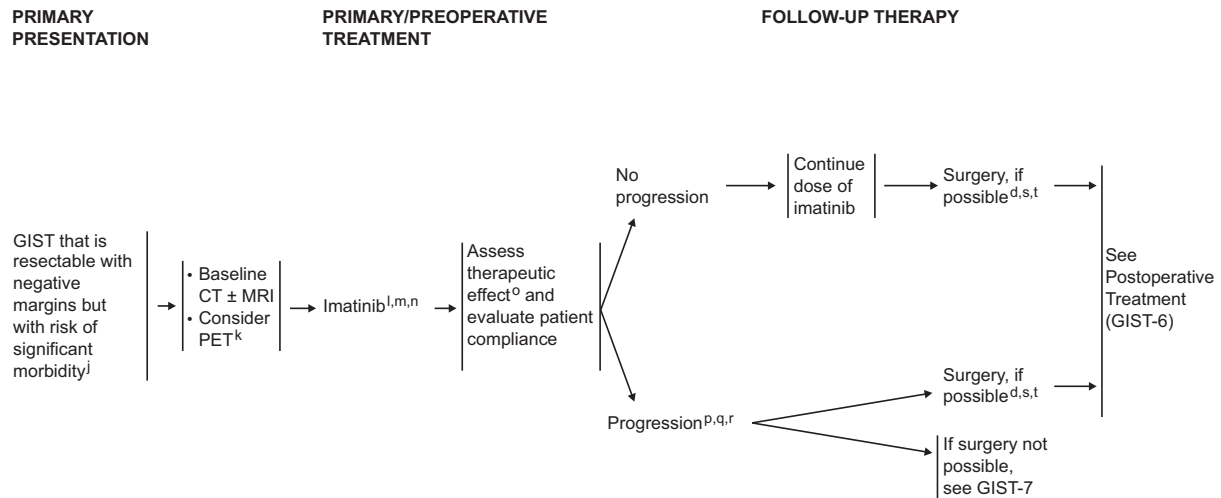 PRIMARY
PRESENTATION
PRIMARY/PREOPERATIVE
TREATMENT
FOLLOW-UP THERAPY
GIST that is
resectable with
negative
margins but
with risk of
significant
morbidityj
• Baseline
CT ± MRI
• Consider
PETk
Imatinibl,m,n
Assess
therapeutic
effecto and
evaluate patient
compliance
No
progression
Continue
dose of
imatinib
Surgery, if
possibled,s,t
Progressionp,q,r
Surgery, if
possibled,s,t
If surgery not
possible,
see GIST-7
See
Postoperative
Treatment
(GIST-6)